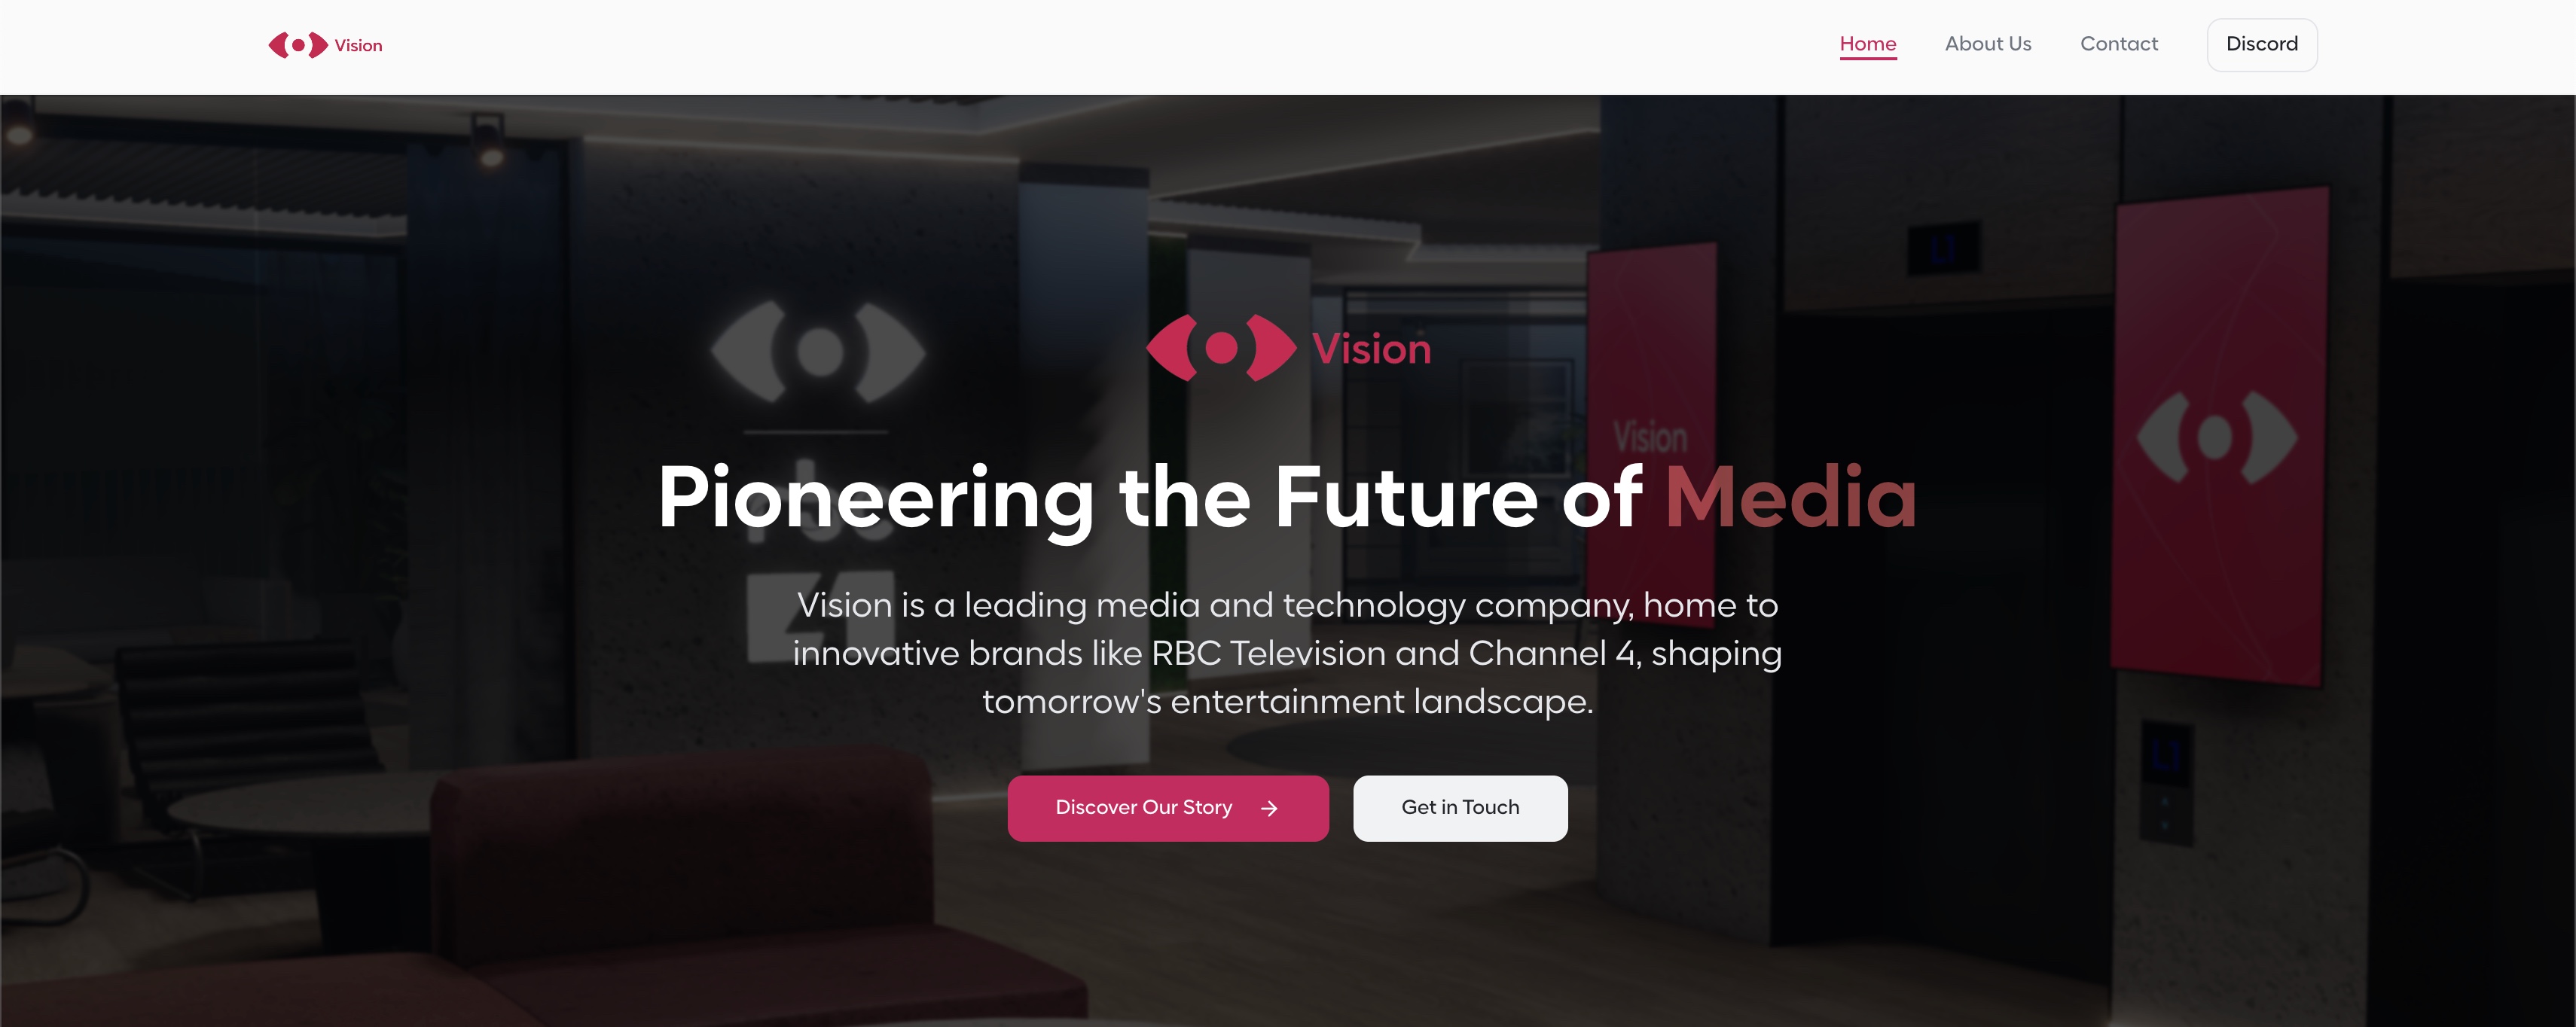 Vision
Home About Us Contact Discord
Vision
Vision
Pioneering the Future of Media
rbc
4
Vision is a leading media and technology company, home to
innovative brands like RBC Television and Channel 4, shaping
tomorrow's entertainment landscape.
Discover Our Story → Get in Touch